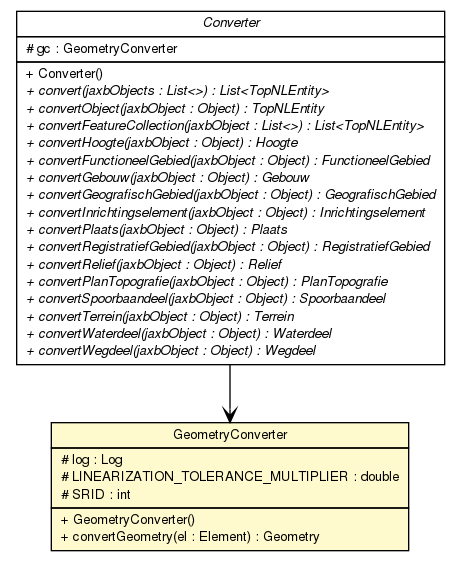 Converter
# gc : GeometryConverter
+ Converter()
+ convert(jaxbObjects : List<>) : List<TopNLEntity>
+ convertObject(jaxbObject : Object) : TopNLEntity
+ convertFeatureCollection(jaxbObject : List<>) : List<TopNLEntity>
+ convertHoogte(jaxbObject : Object) : Hoogte
+ convertFunctioneelGebied(jaxbObject : Object) : FunctioneelGebied
+ convertGebouw(jaxbObject : Object) : Gebouw
+ convertGeografischGebied(jaxbObject : Object) : GeografischGebied
+ convertInrichtingselement(jaxbObject : Object) : Inrichtingselement
+ convertPlaats(jaxbObject : Object) : Plaats
+ convertRegistratiefGebied(jaxbObject : Object) : RegistratiefGebied
+ convertRelief(jaxbObject : Object) : Relief
+ convertPlanTopografie(jaxbObject : Object) : PlanTopografie
+ convertSpoorbaandeel(jaxbObject : Object) : Spoorbaandeel
+ convertTerrein(jaxbObject : Object) : Terrein
+ convertWaterdeel(jaxbObject : Object) : Waterdeel
+ convertWegdeel(jaxbObject : Object) : Wegdeel
GeometryConverter
# log : Log
# LINEARIZATION_TOLERANCE_MULTIPLIER : double
# SRID : int
+ GeometryConverter()
+ convertGeometry(el : Element) : Geometry